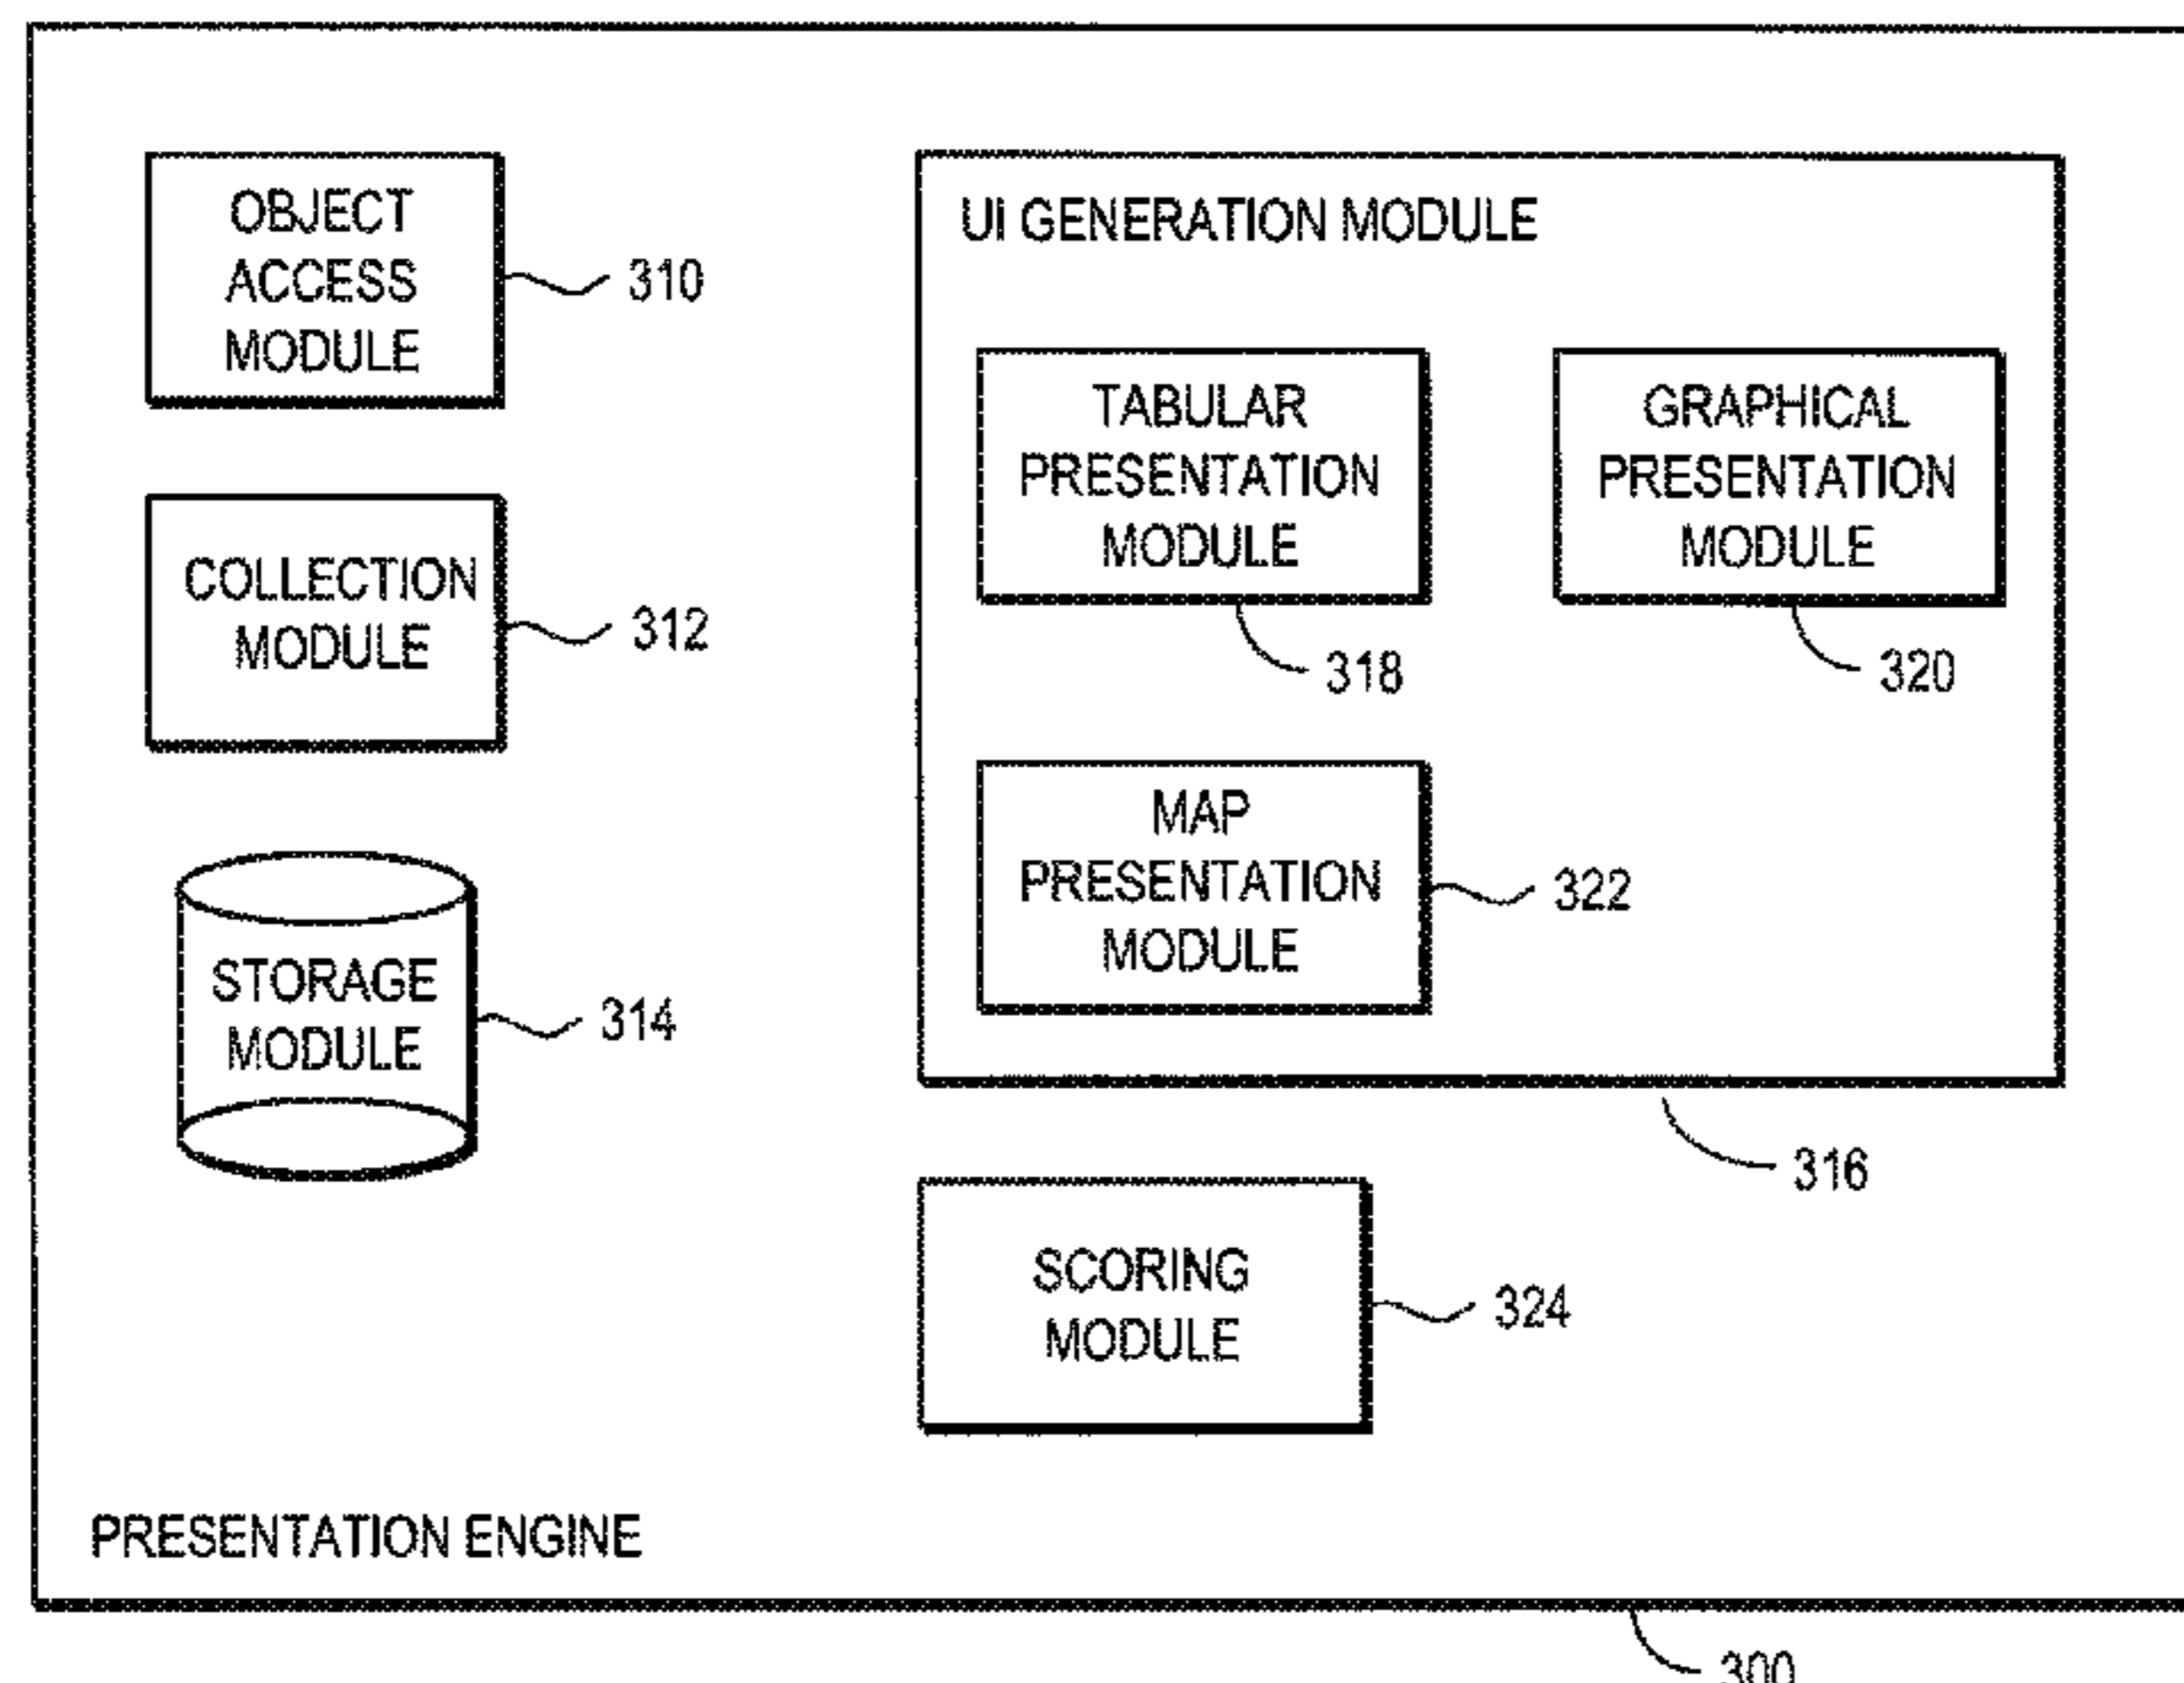 OBJECT
ACCESS
MODULE
310
COLLECTION
MODULE
312
STORAGE
MODULE
314
UI GENERATION MODULE
TABULAR
PRESENTATION
MODULE
318
GRAPHICAL
PRESENTATION
MODULE
320
MAP
PRESENTATION
MODULE
322
316
SCORING
MODULE
324
PRESENTATION ENGINE
300